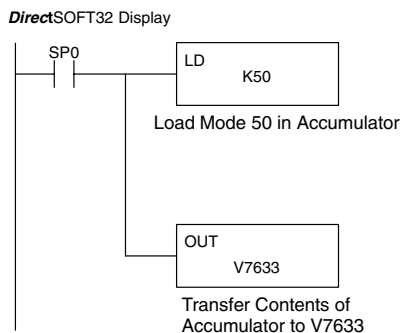 DirectSOFT32 Display
SP0
LD
K50
Load Mode 50 in Accumulator
OUT
V7633
Transfer Contents of
Accumulator to V7633